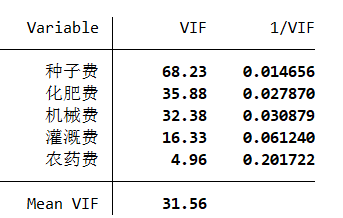 Variable VIF 1/VIF
种子费 68.23 0.014656
化肥费 35.88 0.027870
机械费 32.38 0.030879
灌溉费 16.33 0.061240
农药费 4.96 0.201722
Mean VIF 31.56